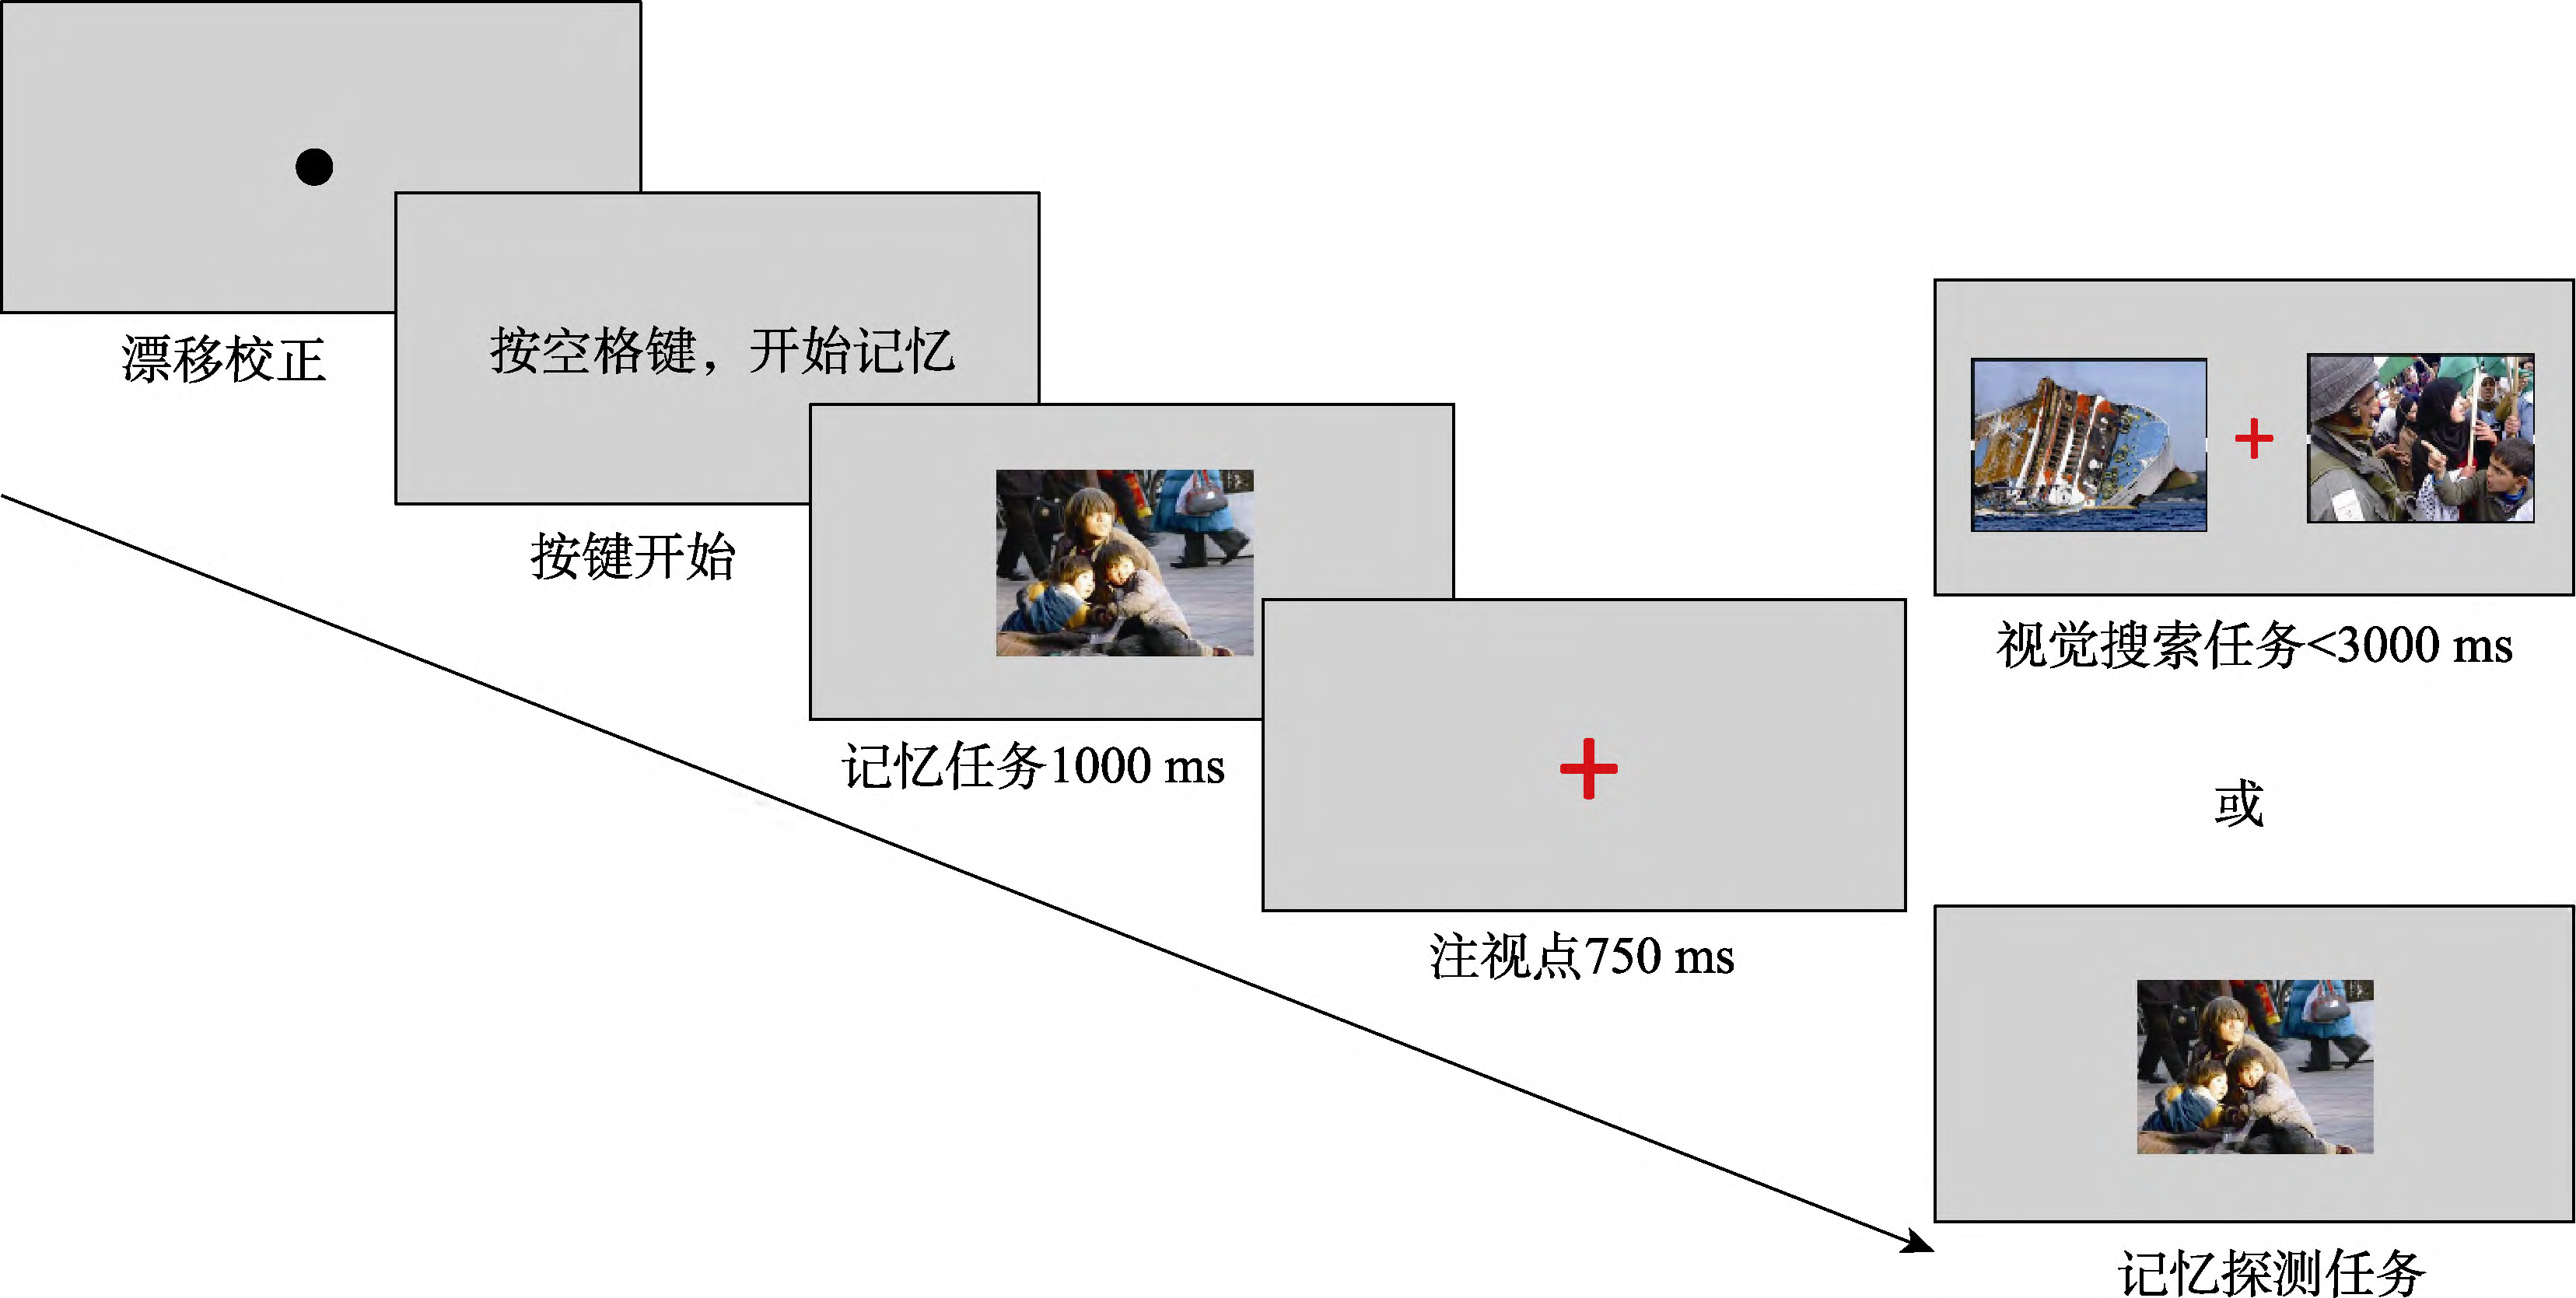 漂移校正
按空格键，开始记忆
按键开始
记忆任务1000 ms
注视点750 ms
视觉搜索任务<3000 ms
或
记忆探测任务